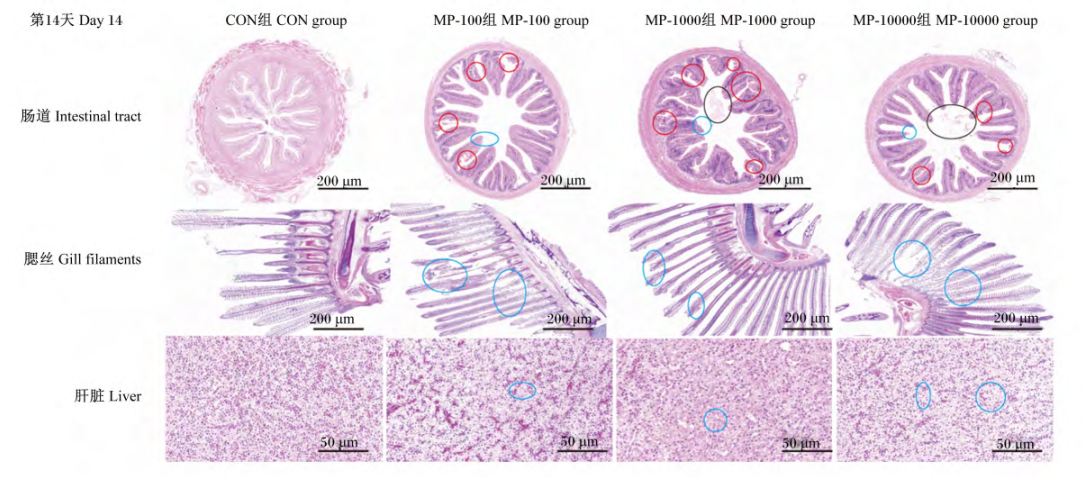 第14天 Day 14 CON组 CON group MP-100组 MP-100 group MP-1000组 MP-1000 group MP-10000组 MP-10000 group
肠道 Intestinal tract
200 μm 200 μm 200 μm 200 μm
腮丝 Gill filaments
200 μm 200 μm 200 μm 200 μm
肝脏 Liver
50 μm 50 μm 50 μm 50 μm